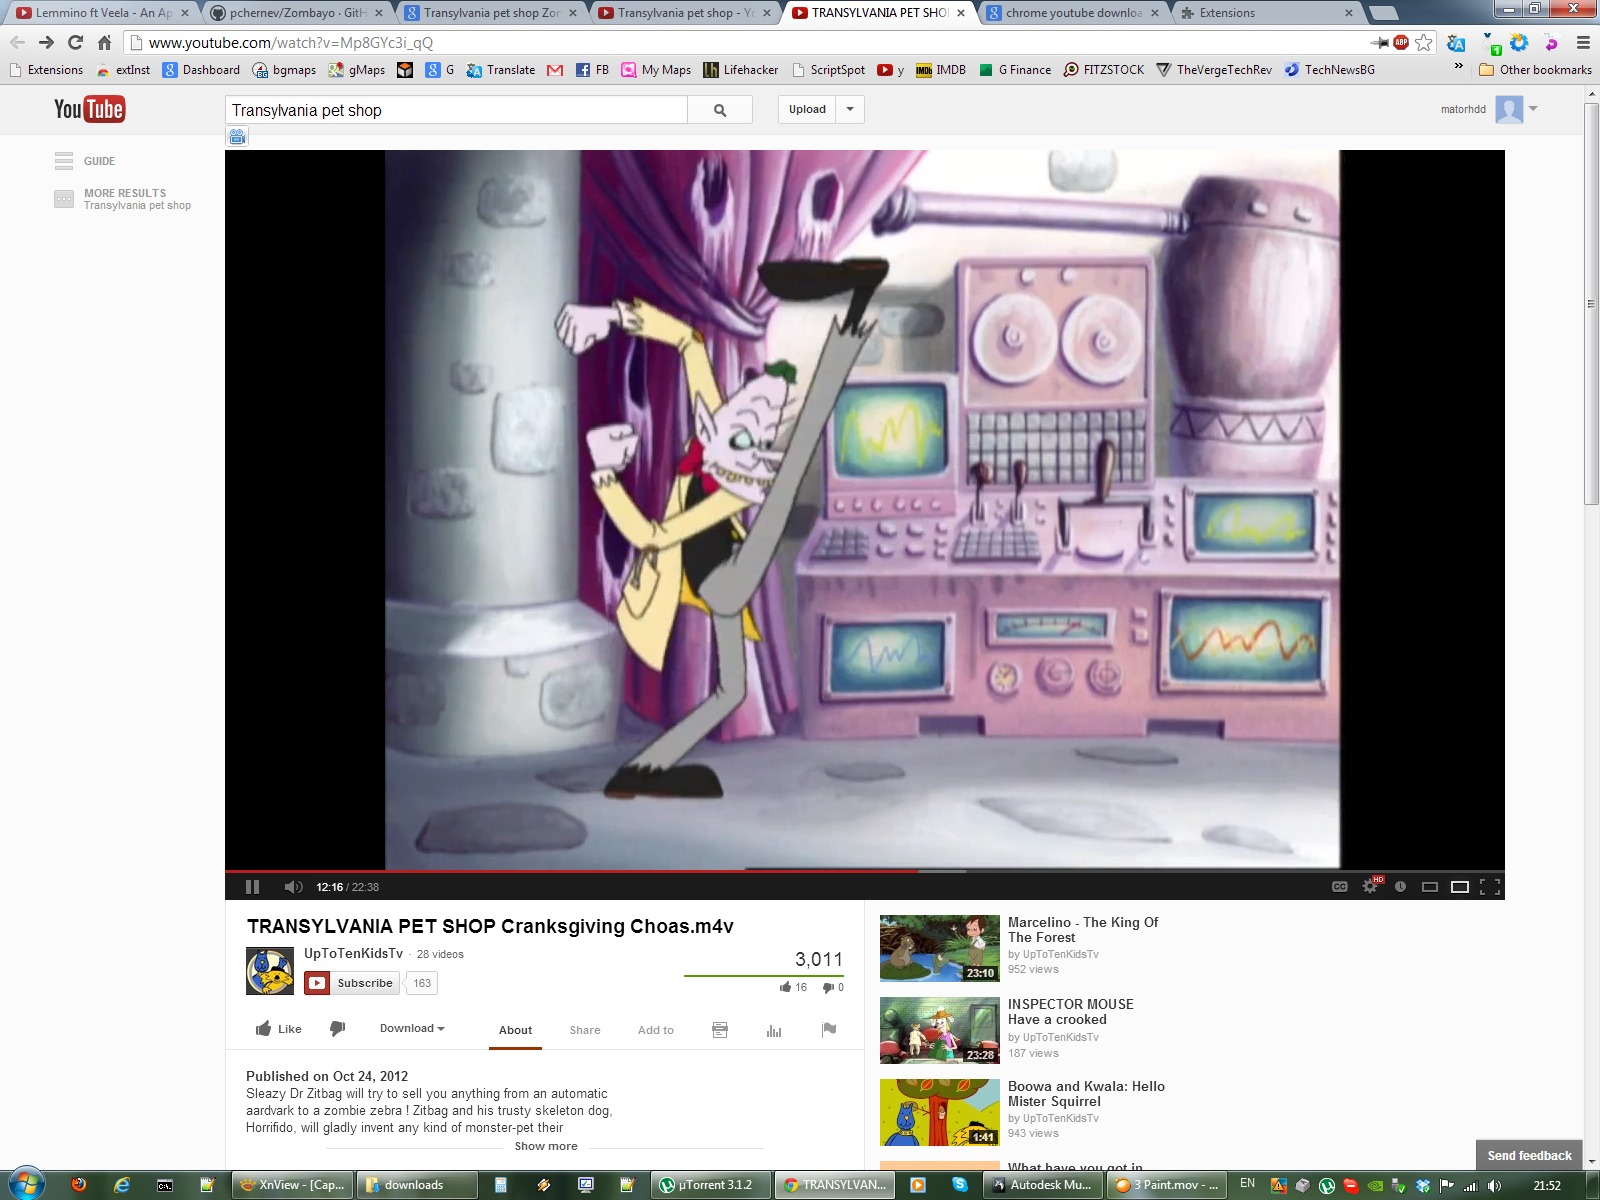 Lemmino ft Veela - An Ap
pchernev/Zombayo · GitH
Transylvania pet shop Zor
Transylvania pet shop - Yo
TRANSYLVANIA PET SHO
chrome youtube downloa
Extensions
www.youtube.com/watch?v=Mp8GYc3i_qQ
ABP
1
Extensions
extInst
Dashboard
bgmaps
gMaps
G
Translate
FB
My Maps
Lifehacker
ScriptSpot
y
IMDB
G Finance
FITZSTOCK
TheVergeTechRev
TechNewsBG
»
Other bookmarks
YouTube
Transylvania pet shop
Upload
matorhdd
GUIDE
MORE RESULTS
Transylvania pet shop
12:16 / 22:38
CC
HD
TRANSYLVANIA PET SHOP Cranksgiving Choas.m4v
UpToTenKidsTv · 28 videos
Subscribe 163
3,011
16 0
Like
Download
About
Share
Add to
Published on Oct 24, 2012
Sleazy Dr Zitbag will try to sell you anything from an automatic
aardvark to a zombie zebra ! Zitbag and his trusty skeleton dog,
Horrifido, will gladly invent any kind of monster-pet their
Show more
23:10
Marcelino - The King Of
The Forest
by UpToTenKidsTv
952 views
23:28
INSPECTOR MOUSE
Have a crooked
by UpToTenKidsTv
187 views
1:41
Boowa and Kwala: Hello
Mister Squirrel
by UpToTenKidsTv
943 views
What have you got in
Send feedback
XnView - [Cap...
downloads
µTorrent 3.1.2
TRANSYLVAN...
Autodesk Mu...
3 Paint.mov - ...
EN
21:52